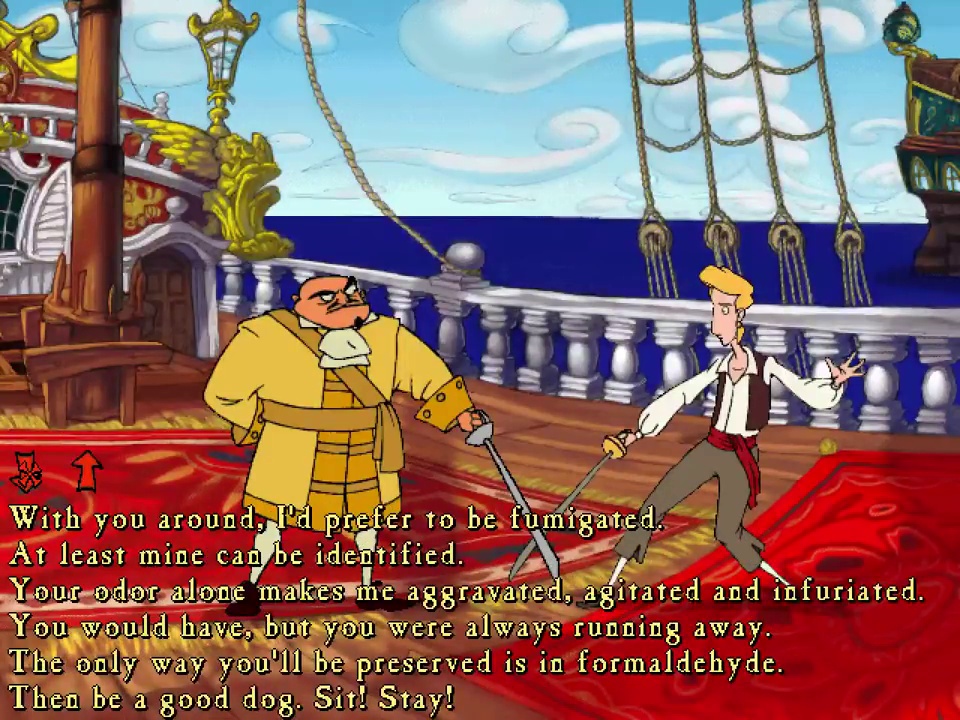 With you around, I'd prefer to be fumigated.
At least mine can be identified.
Your odor alone makes me aggravated, agitated and infuriated.
You would have, but you were always running away.
The only way you'll be preserved is in formaldehyde.
Then be a good dog. Sit! Stay!